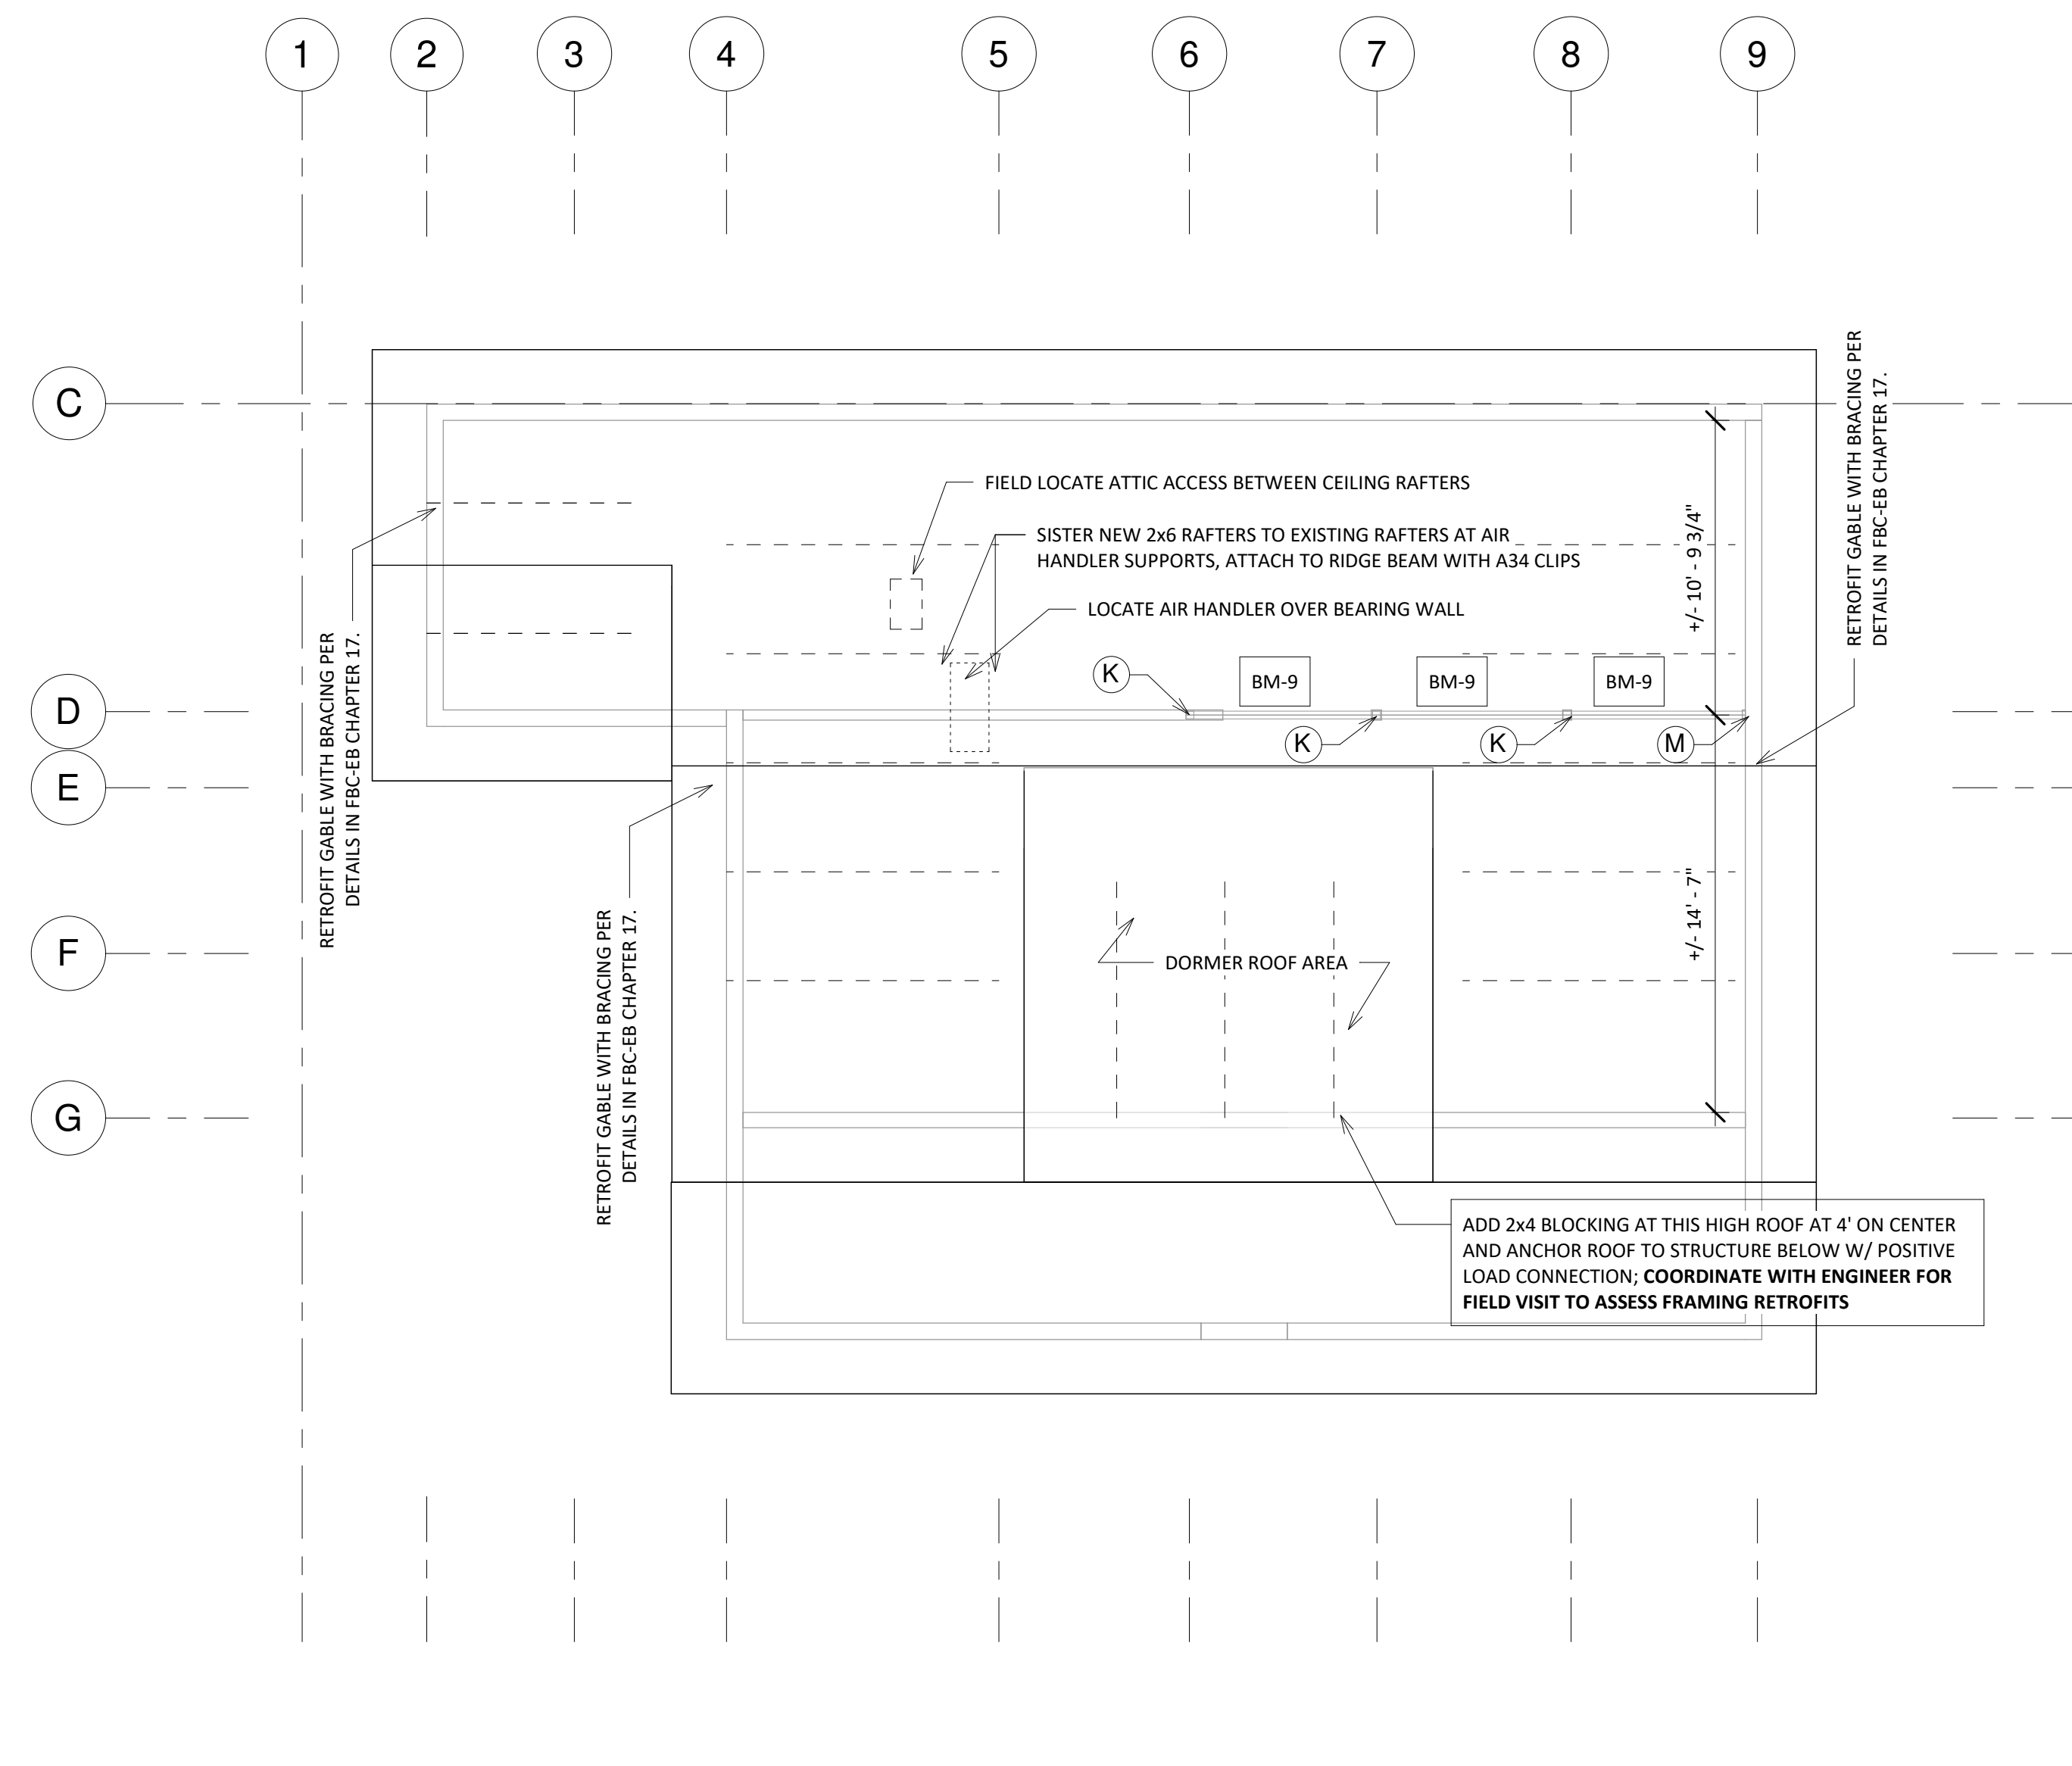 1
2
3
4
5
6
7
8
9
C
D
E
F
G
FIELD LOCATE ATTIC ACCESS BETWEEN CEILING RAFTERS
SISTER NEW 2x6 RAFTERS TO EXISTING RAFTERS AT AIR
HANDLER SUPPORTS, ATTACH TO RIDGE BEAM WITH A34 CLIPS
LOCATE AIR HANDLER OVER BEARING WALL
+/- 10' - 9 3/4"
RETROFIT GABLE WITH BRACING PER
DETAILS IN FBC-EB CHAPTER 17.
K
BM-9
BM-9
BM-9
K
K
M
RETROFIT GABLE WITH BRACING PER
DETAILS IN FBC-EB CHAPTER 17.
RETROFIT GABLE WITH BRACING PER
DETAILS IN FBC-EB CHAPTER 17.
DORMER ROOF AREA
+/- 14' - 7"
ADD 2x4 BLOCKING AT THIS HIGH ROOF AT 4' ON CENTER
AND ANCHOR ROOF TO STRUCTURE BELOW W/ POSITIVE
LOAD CONNECTION; COORDINATE WITH ENGINEER FOR
FIELD VISIT TO ASSESS FRAMING RETROFITS